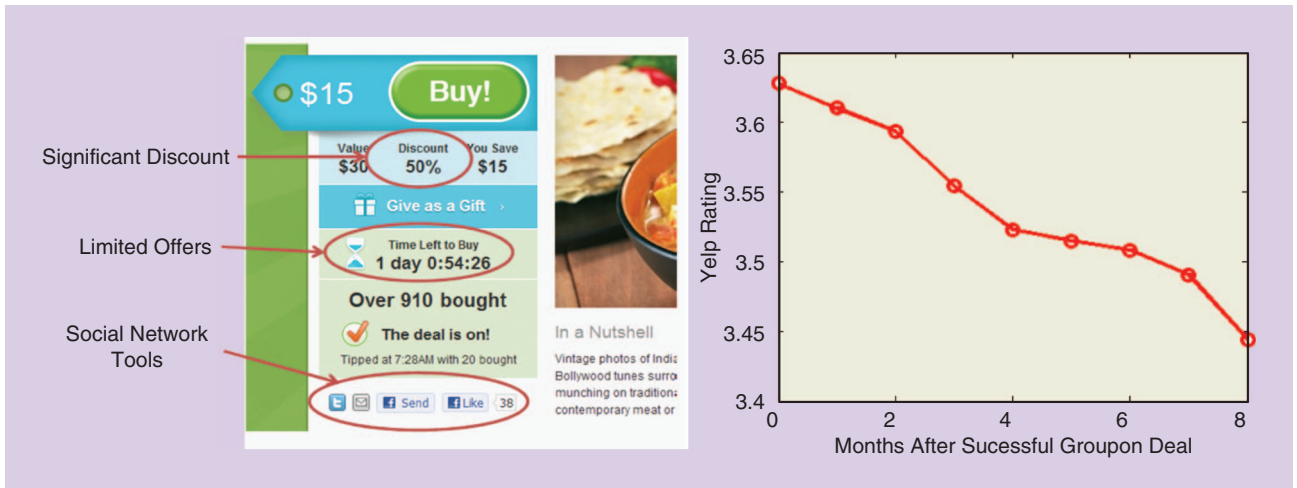 Significant Discount
Limited Offers
Social Network
Tools
$15
Buy!
Value Discount You Save
$30 50% $15
Give as a Gift ›
Time Left to Buy
1 day 0:54:26
Over 910 bought
The deal is on!
Tipped at 7:28AM with 20 bought
Send Like 38
In a Nutshell
Vintage photos of India
Bollywood tunes
munching on
contemporary meat or
Yelp Rating
3.65
3.6
3.55
3.5
3.45
3.4
0 2 4 6 8
Months After Sucessful Groupon Deal